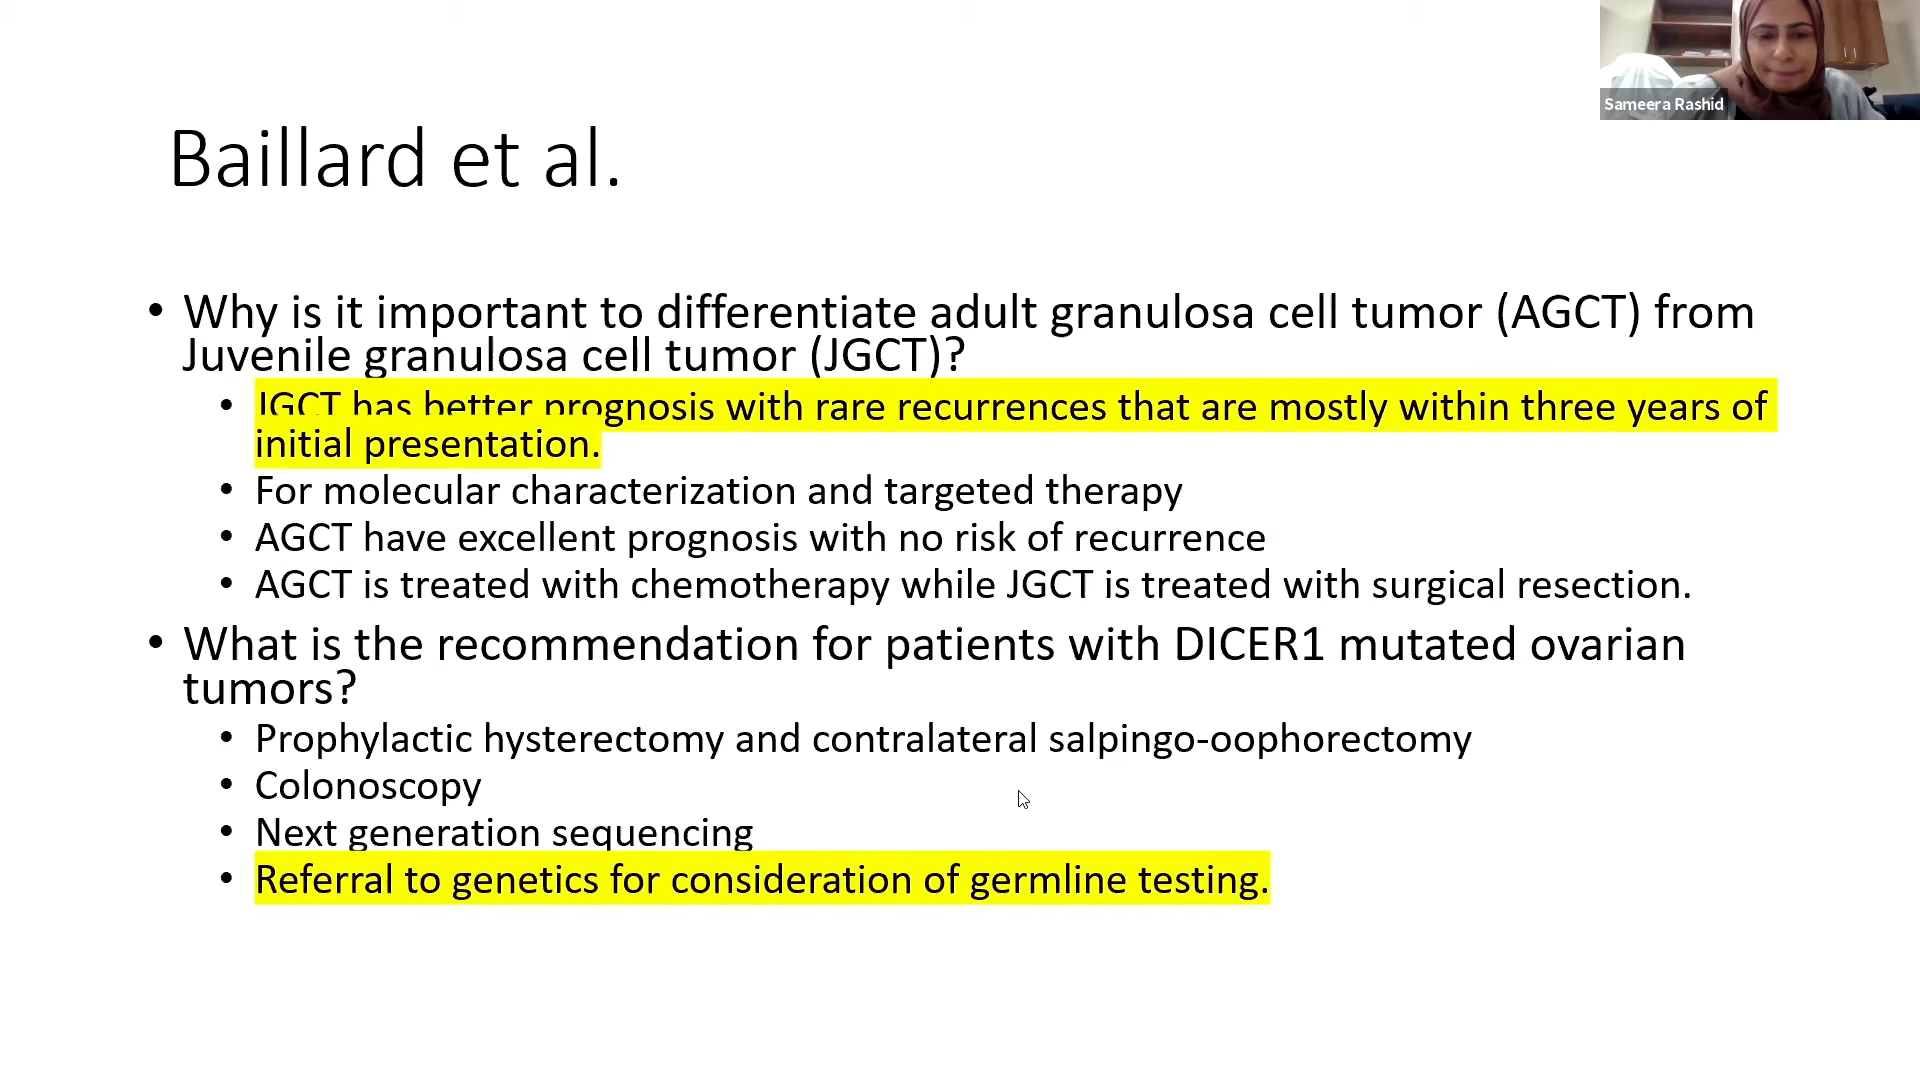 Sameera Rashid
Baillard et al.
• Why is it important to differentiate adult granulosa cell tumor (AGCT) from
Juvenile granulosa cell tumor (JGCT)?
• JGCT has better prognosis with rare recurrences that are mostly within three years of
initial presentation.
• For molecular characterization and targeted therapy
• AGCT have excellent prognosis with no risk of recurrence
• AGCT is treated with chemotherapy while JGCT is treated with surgical resection.
• What is the recommendation for patients with DICER1 mutated ovarian
tumors?
• Prophylactic hysterectomy and contralateral salpingo-oophorectomy
• Colonoscopy
• Next generation sequencing
• Referral to genetics for consideration of germline testing.